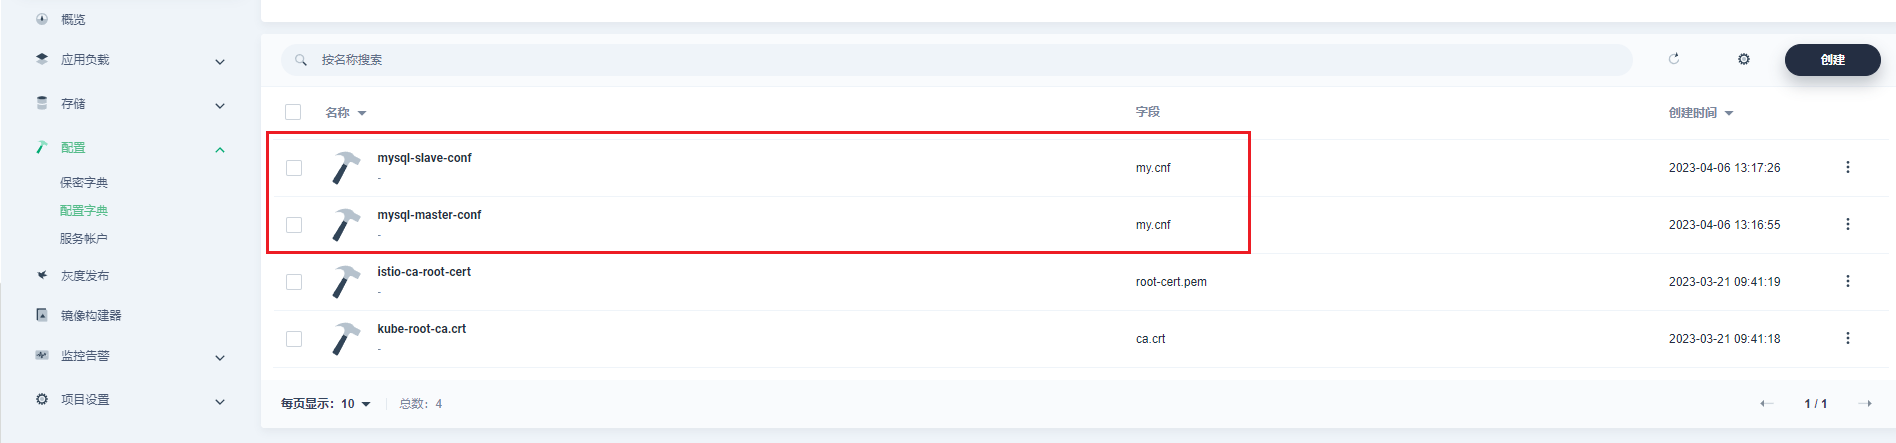 概览
应用负载
存储
配置
保密字典
配置字典
服务帐户
灰度发布
镜像构建器
监控告警
项目设置
按名称搜索
创建
名称 字段 创建时间
mysql-slave-conf
-
my.cnf 2023-04-06 13:17:26
mysql-master-conf
-
my.cnf 2023-04-06 13:16:55
istio-ca-root-cert
-
root-cert.pem 2023-03-21 09:41:19
kube-root-ca.crt
-
ca.crt 2023-03-21 09:41:18
每页显示: 10 总数: 4 1 / 1